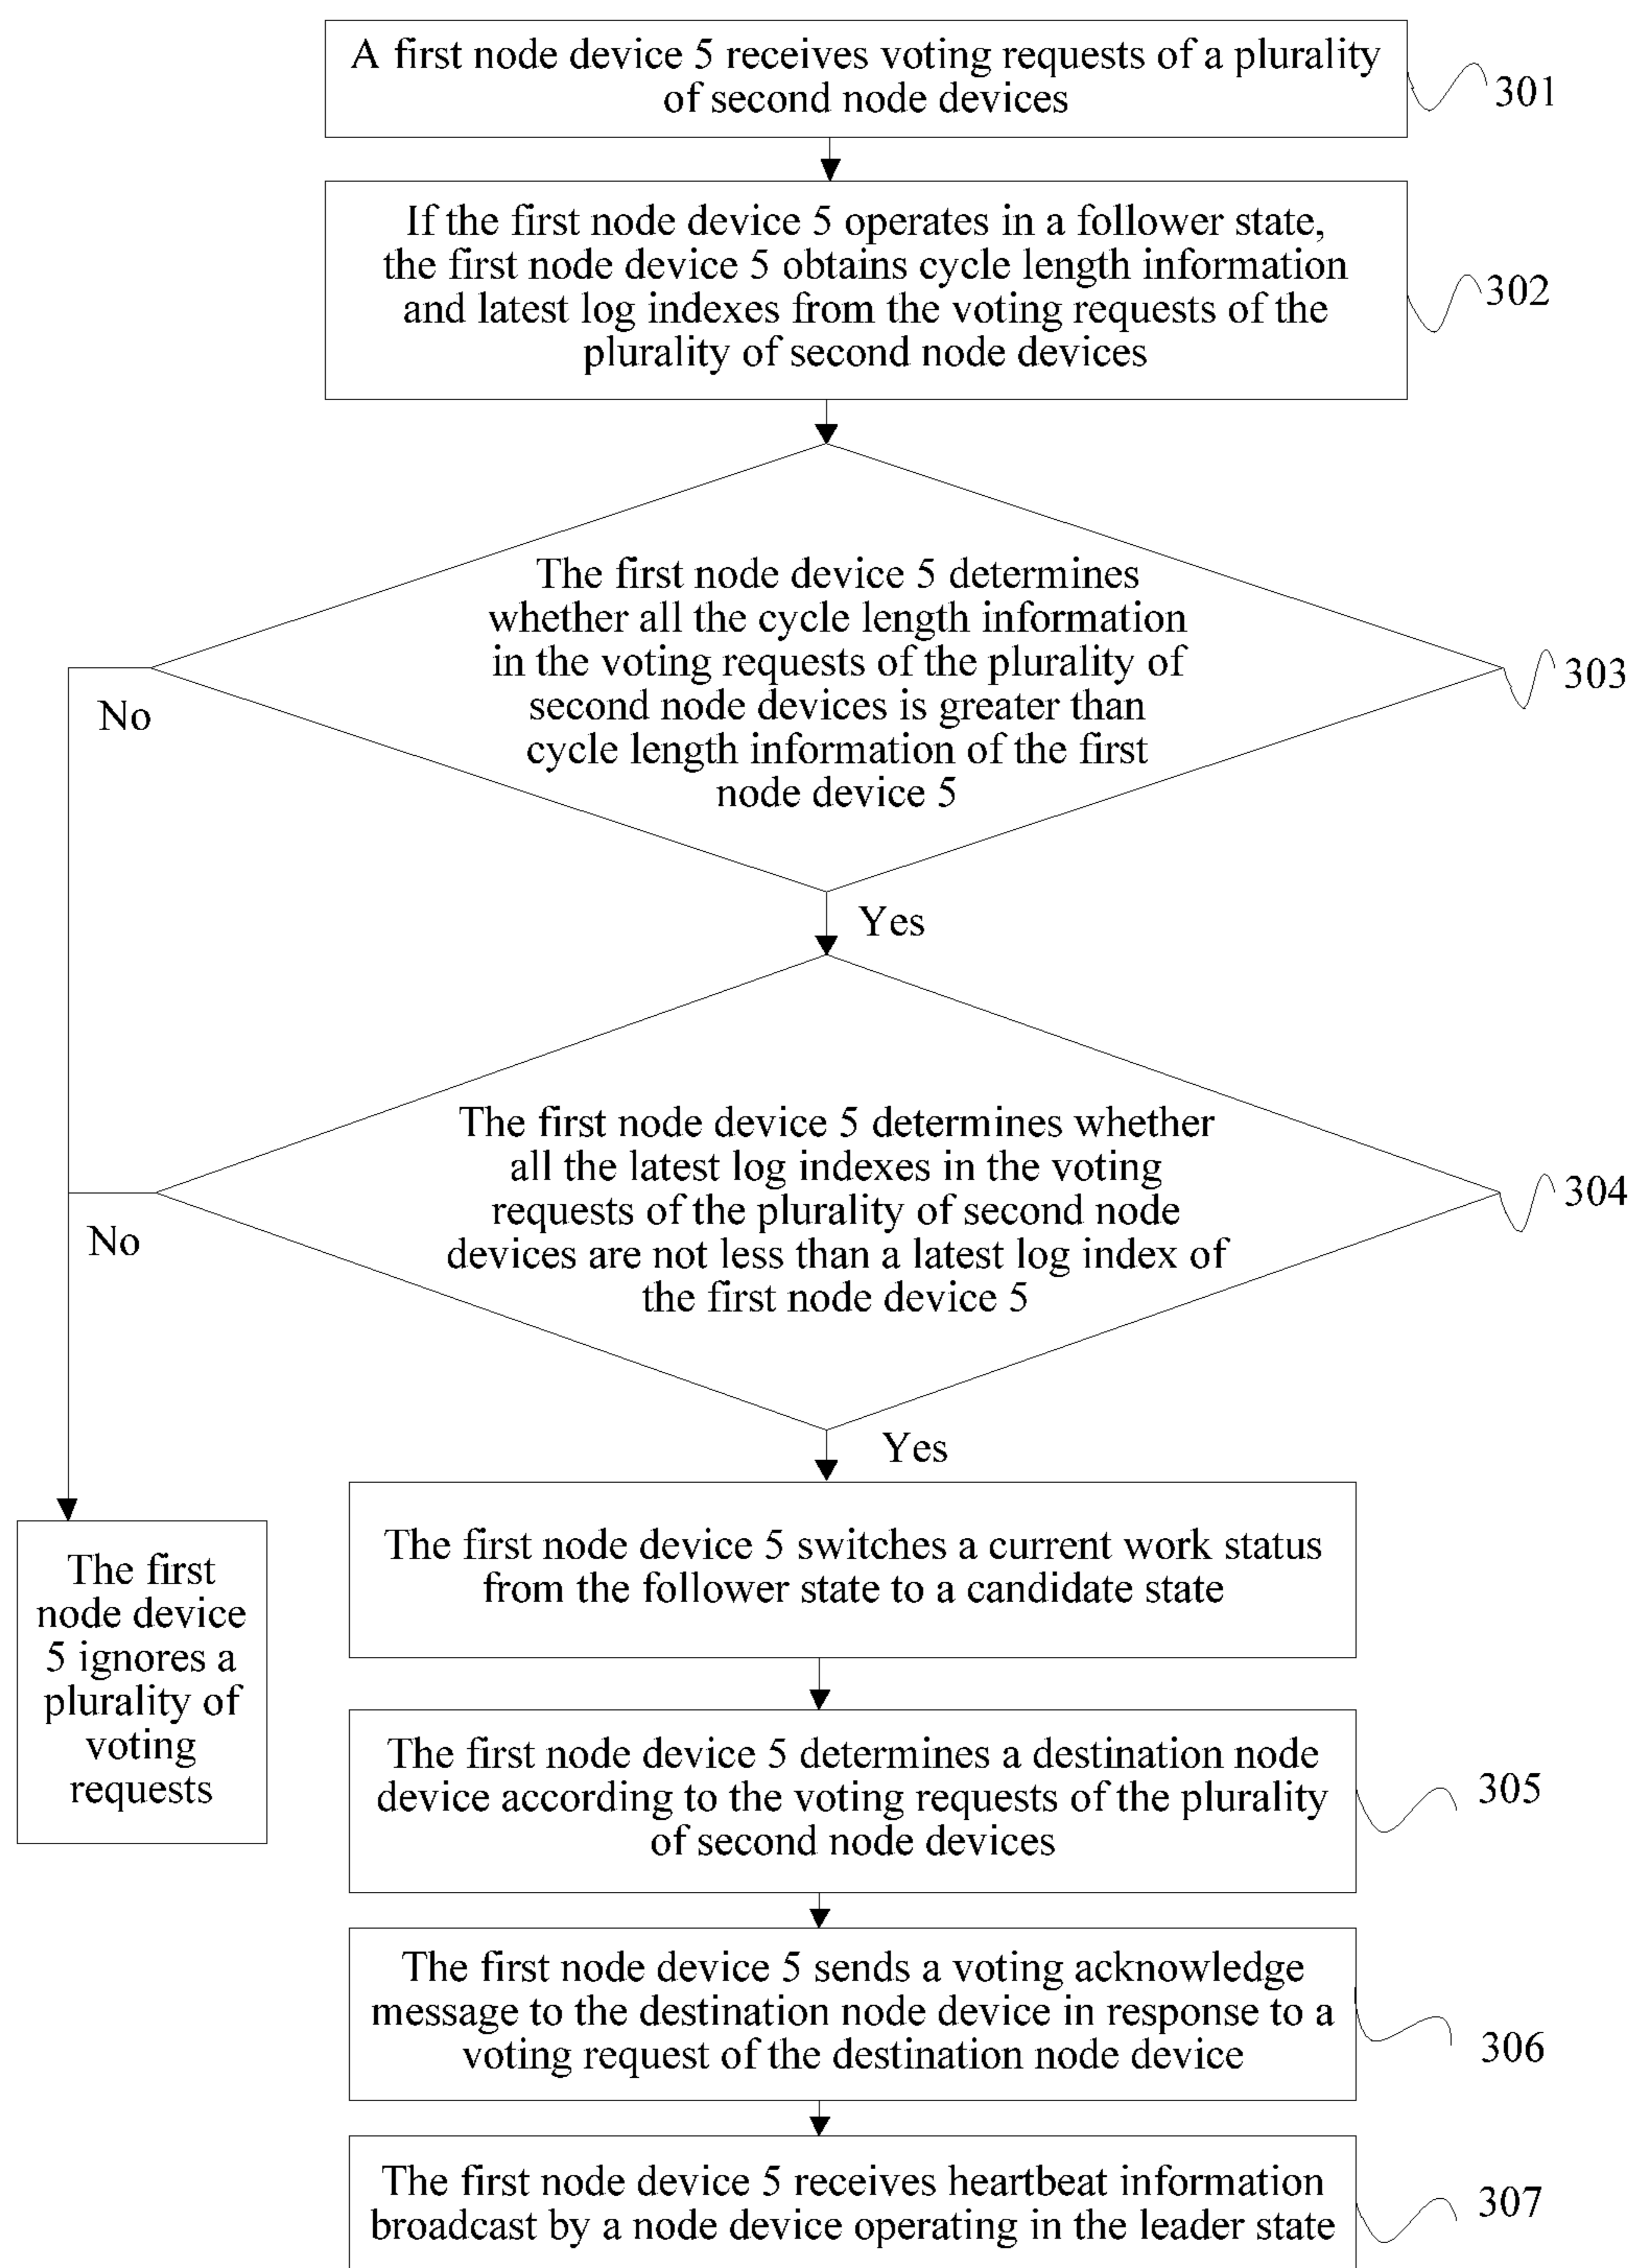 A first node device 5 receives voting requests of a plurality
of second node devices
301
If the first node device 5 operates in a follower state,
the first node device 5 obtains cycle length information
and latest log indexes from the voting requests of the
plurality of second node devices
302
The first node device 5 determines
whether all the cycle length information
in the voting requests of the plurality of
second node devices is greater than
cycle length information of the first
node device 5
303
No
Yes
The first node device 5 determines whether
all the latest log indexes in the voting
requests of the plurality of second node
devices are not less than a latest log index of
the first node device 5
304
No
Yes
The first node device 5 switches a current work status
from the follower state to a candidate state
The first
node device
5 ignores a
plurality of
voting
requests
The first node device 5 determines a destination node
device according to the voting requests of the plurality
of second node devices
305
The first node device 5 sends a voting acknowledge
message to the destination node device in response to a
voting request of the destination node device
306
The first node device 5 receives heartbeat information
broadcast by a node device operating in the leader state
307